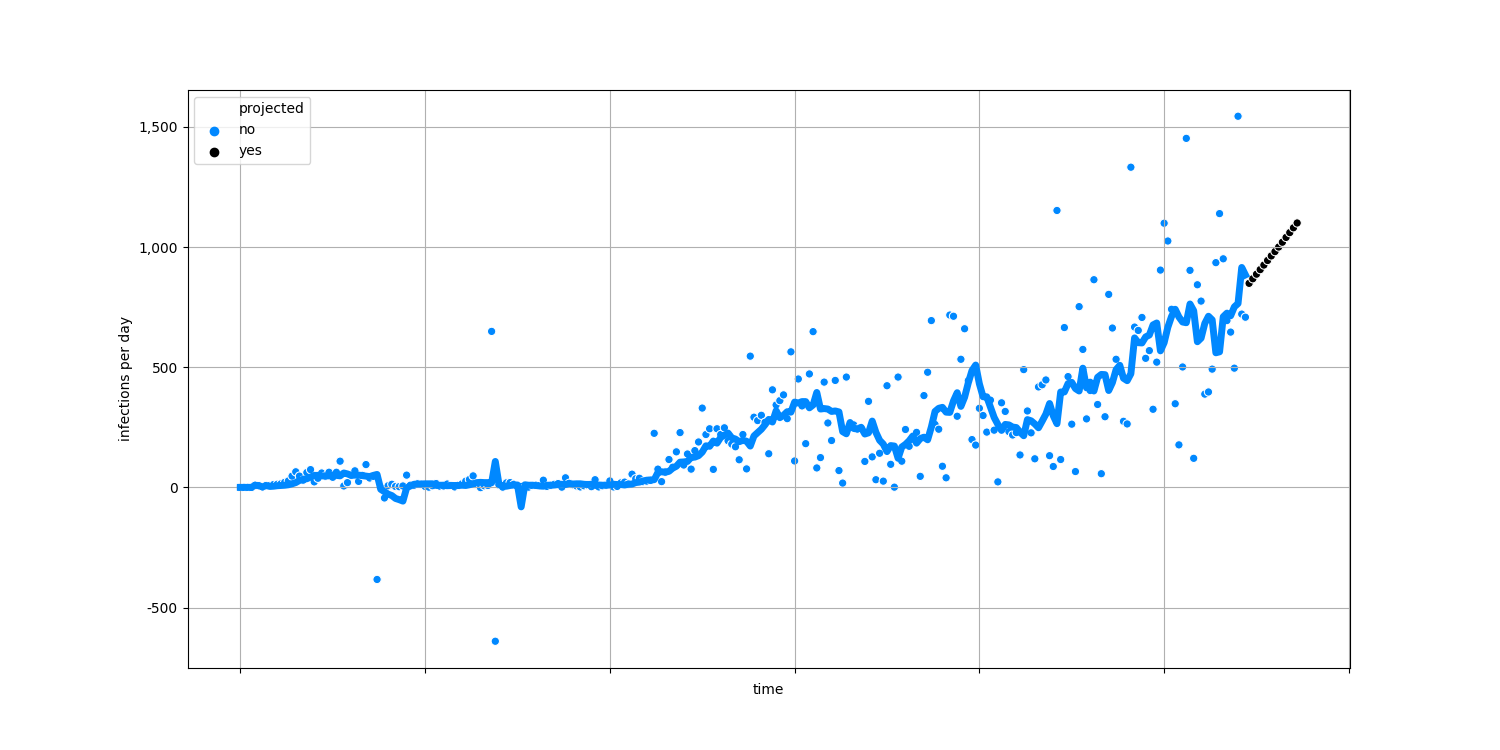 projected
no
yes
1,500
1,000
500
0
-500
infections per day
time